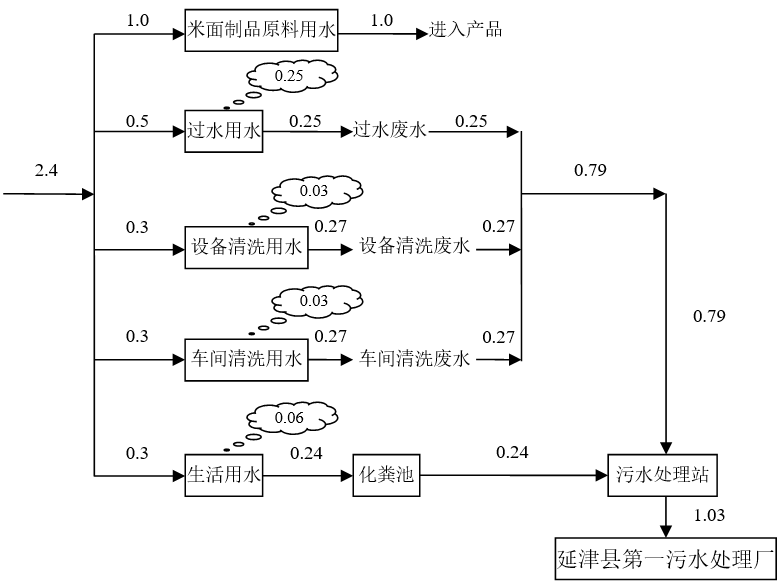 1.0
米面制品原料用水
1.0
进入产品
0.25
0.5
过水用水
0.25
过水废水
0.25
2.4
0.79
0.03
0.3
设备清洗用水
0.27
设备清洗废水
0.27
0.79
0.03
0.3
车间清洗用水
0.27
车间清洗废水
0.27
0.06
0.3
生活用水
0.24
化粪池
0.24
污水处理站
1.03
延津县第一污水处理厂